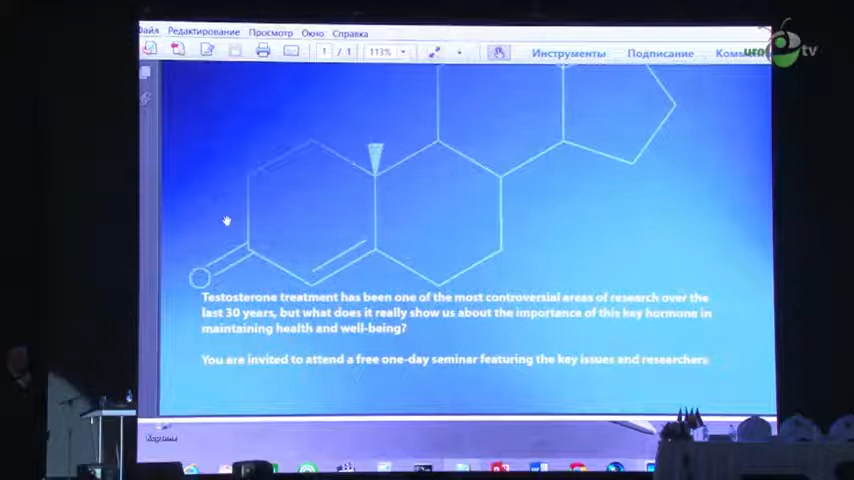 Файл Редактирование Просмотр Окно Справка
uro tv
1 / 1 113% Инструменты Подписание
O
Testosterone treatment has been one of the most controversial areas of research over the
last 30 years, but what does it really show us about the importance of this key hormone in
maintaining health and well-being?
You are invited to attend a free one-day seminar featuring the key issues and researchers
Корзина